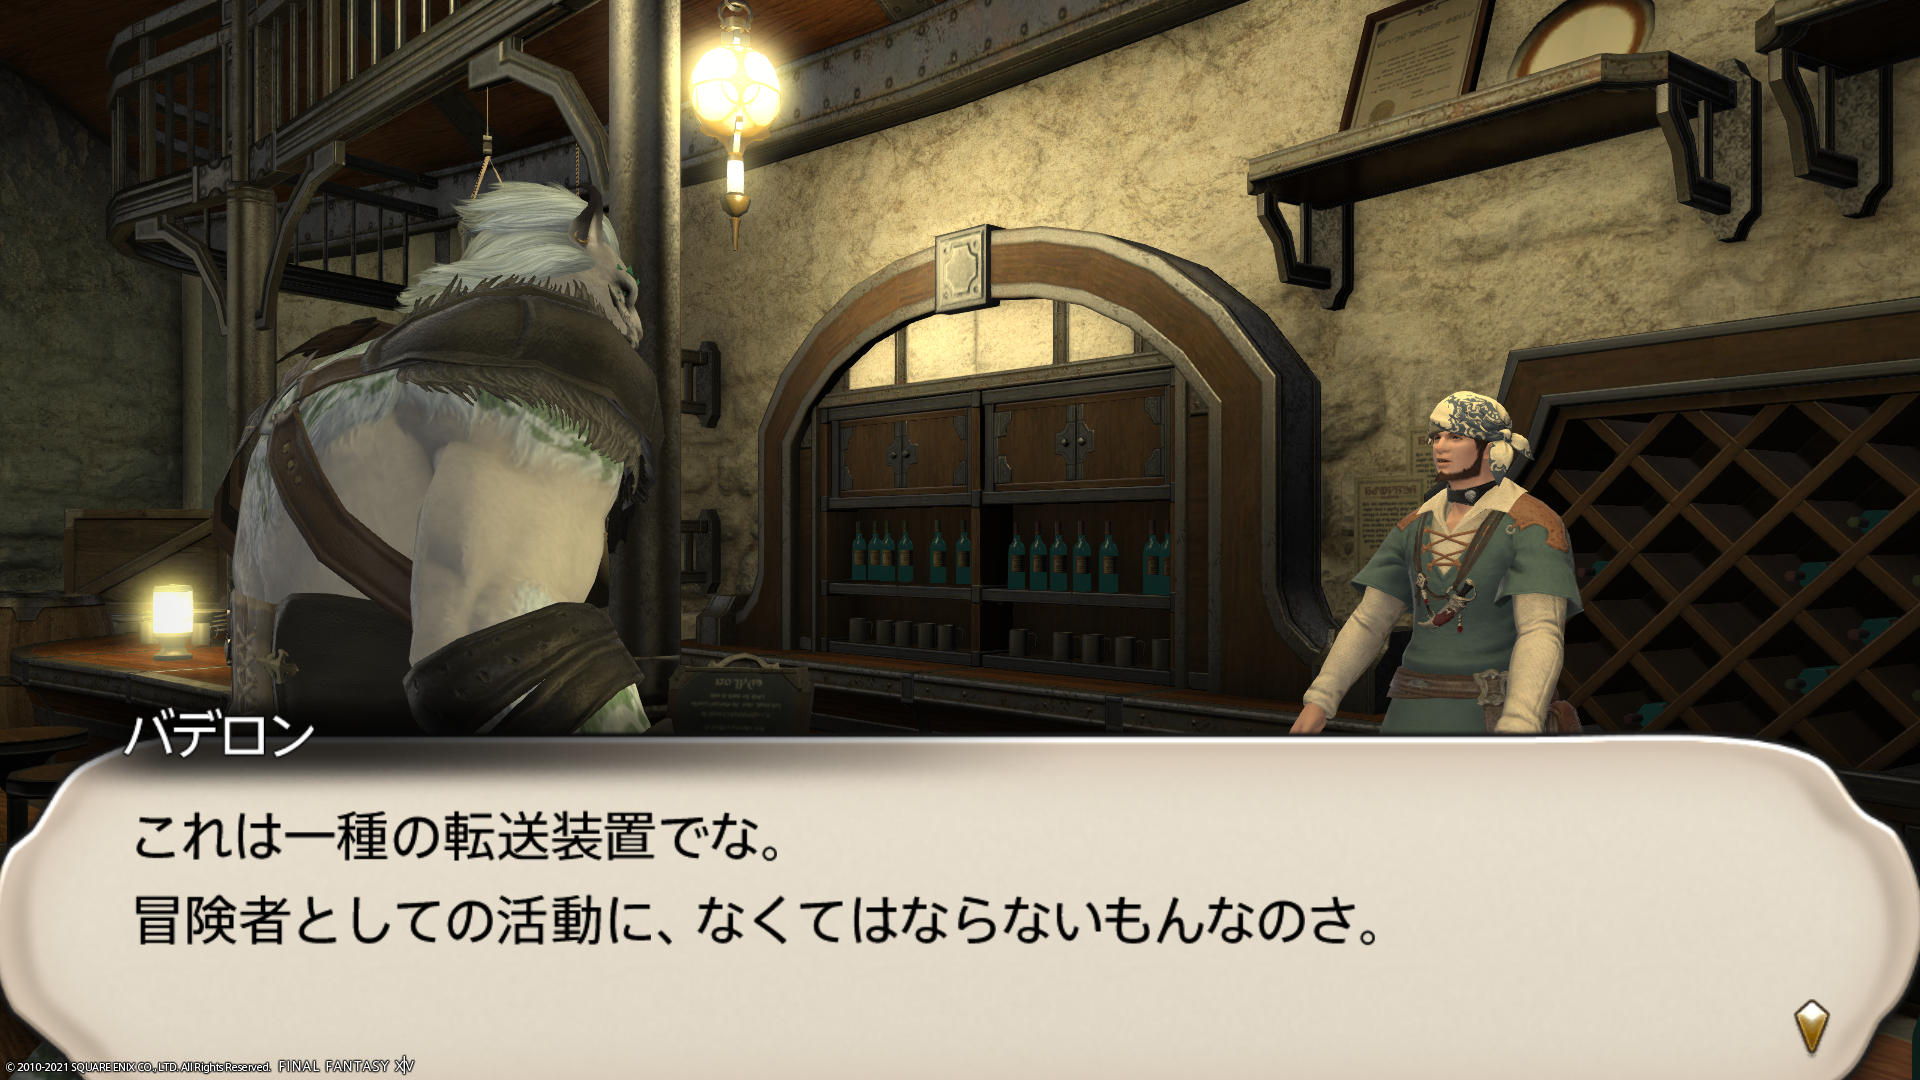 バデロン
これは一種の転送装置でな。
冒険者としての活動に、なくてはならないもんなのさ。
© 2010-2021 SQUARE ENIX CO., LTD. All Rights Reserved. FINAL FANTASY XIV